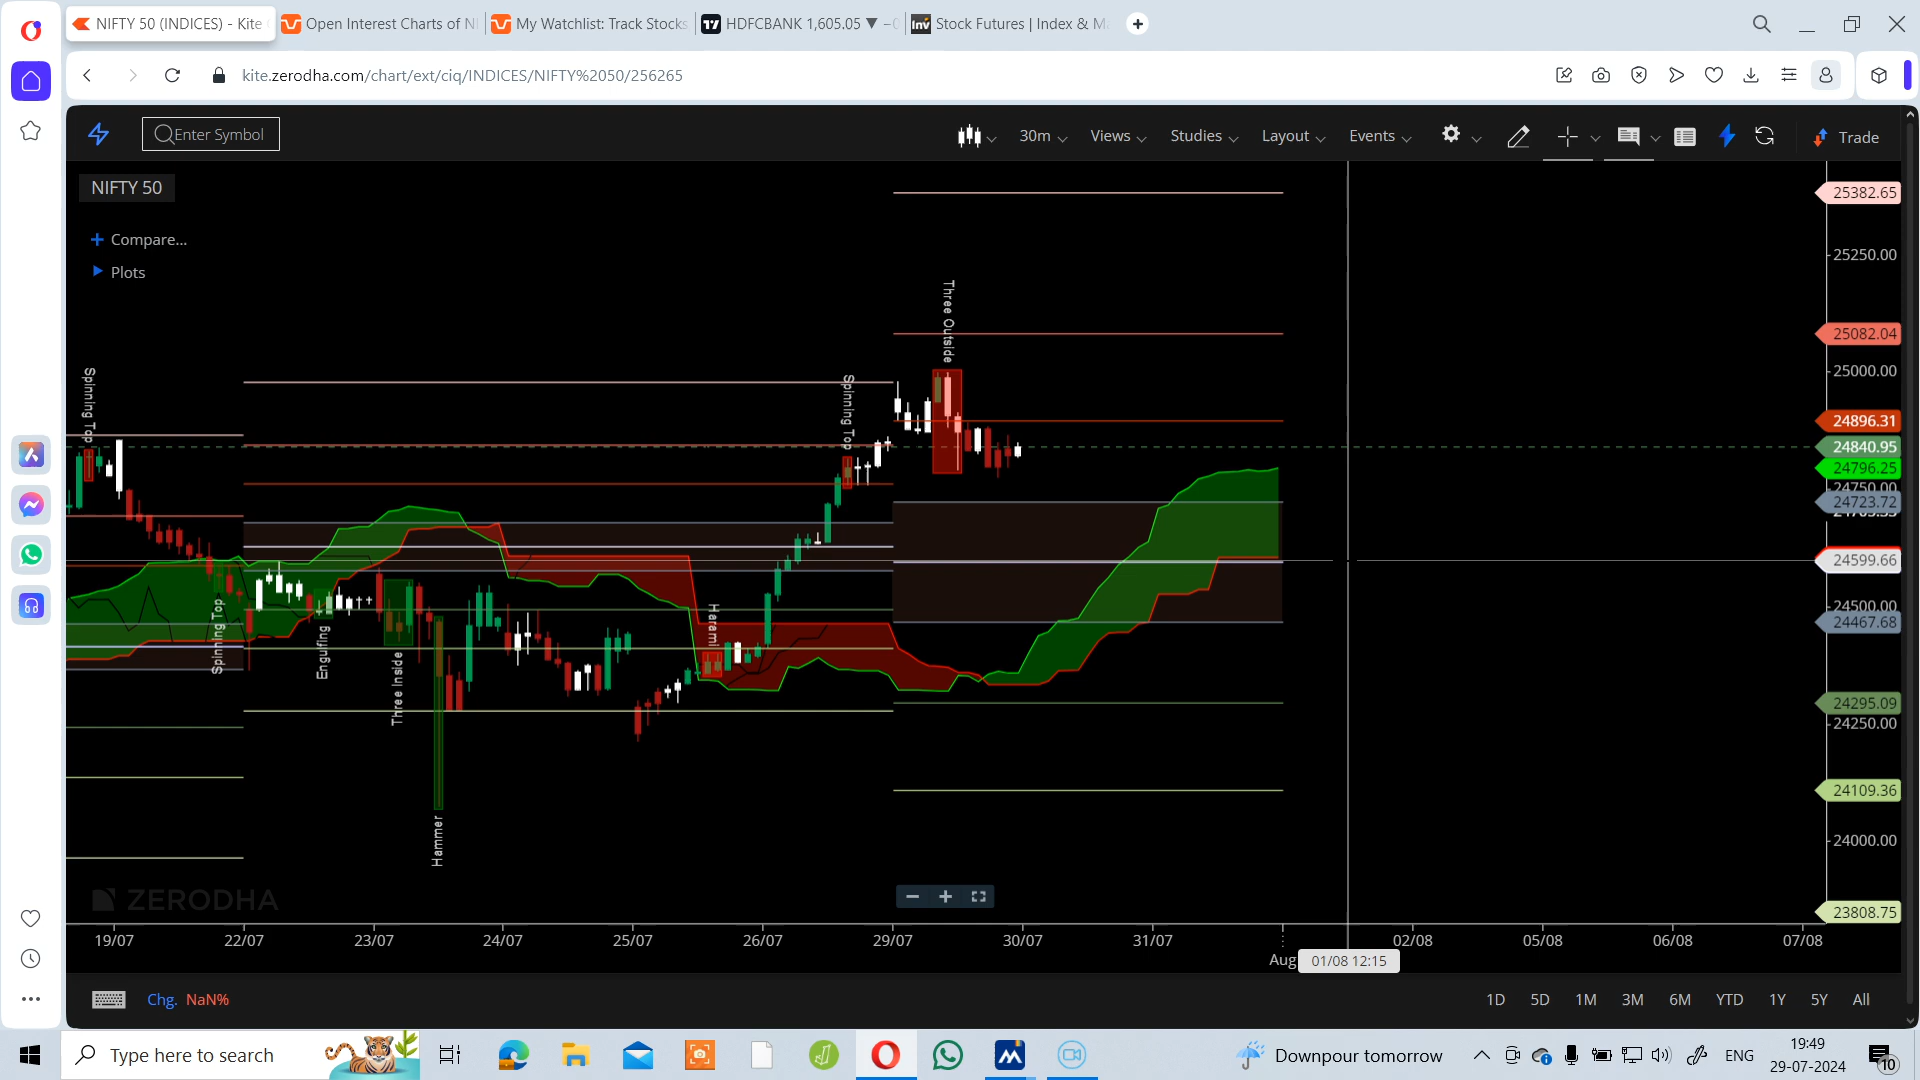 NIFTY 50 (INDICES) - Kite
Open Interest Charts of NI
My Watchlist: Track Stocks
HDFCBANK 1,605.05 ▼ −
Stock Futures | Index & M
kite.zerodha.com/chart/ext/ciq/INDICES/NIFTY%2050/256265
Enter Symbol
30m
Views
Studies
Layout
Events
Trade
NIFTY 50
Compare...
Plots
Spinning Top
Spinning Top
Engulfing
Three Inside
Hammer
Harami
Spinning Top
Three Outside
25382.65
25250.00
25082.04
25000.00
24896.31
24840.95
24796.25
24750.00
24723.72
24599.66
24500.00
24467.68
24295.09
24250.00
24109.36
24000.00
23808.75
ZERODHA
19/07
22/07
23/07
24/07
25/07
26/07
29/07
30/07
31/07
Aug
01/08 12:15
02/08
05/08
06/08
07/08
Chg. NaN%
1D
5D
1M
3M
6M
YTD
1Y
5Y
All
Type here to search
Downpour tomorrow
ENG
19:49
29-07-2024
10